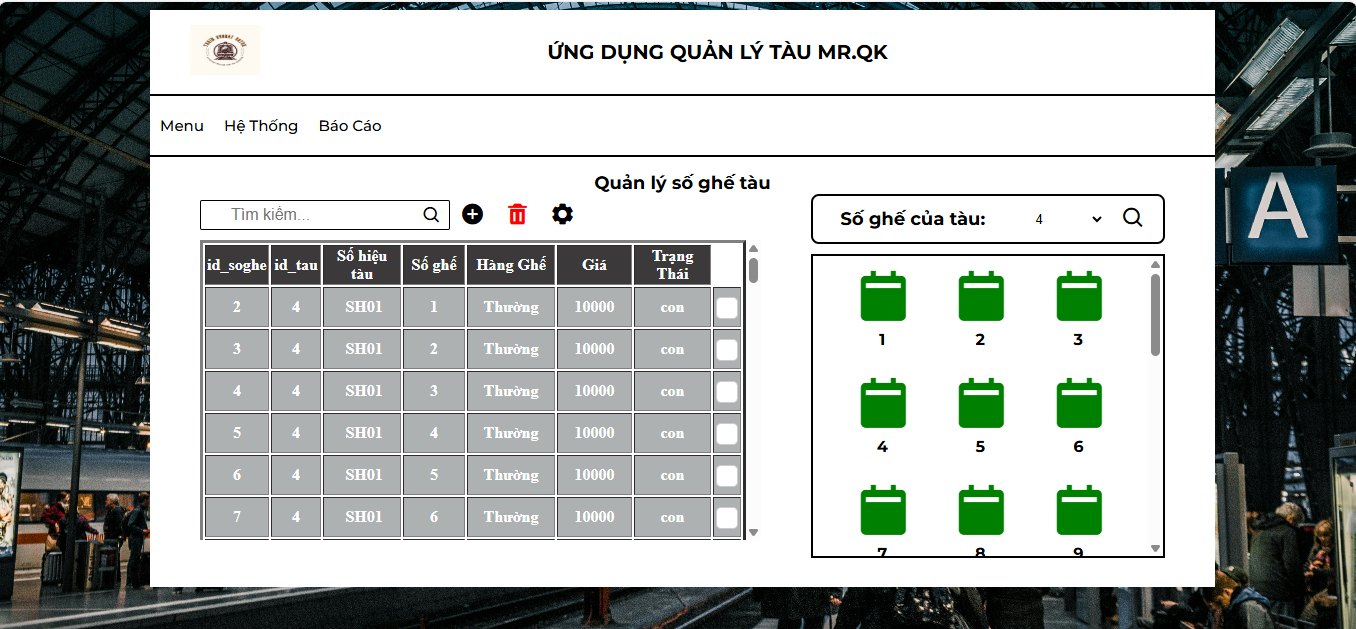 ỨNG DỤNG QUẢN LÝ TÀU MR.QK
Menu Hệ Thống Báo Cáo
Quản lý số ghế tàu
Tìm kiếm...
id_soghe id_tau Số hiệu tàu Số ghế Hàng Ghế Giá Trạng Thái
2 4 SH01 1 Thường 10000 con
3 4 SH01 2 Thường 10000 con
4 4 SH01 3 Thường 10000 con
5 4 SH01 4 Thường 10000 con
6 4 SH01 5 Thường 10000 con
7 4 SH01 6 Thường 10000 con
Số ghế của tàu: 4
1 2 3
4 5 6
7 8 9
A